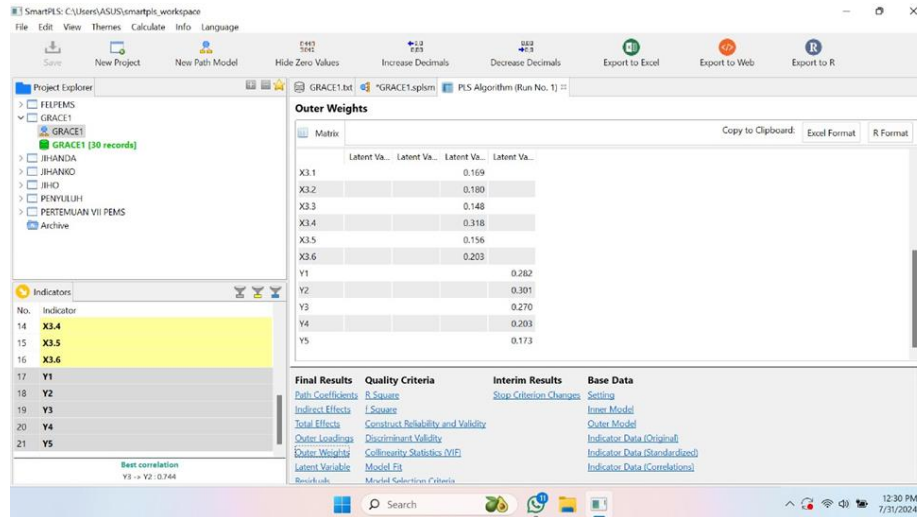 SmartPLS: C:\Users\ASUS\smartpls_workspace
File Edit View Themes Calculate Info Language
Save New Project New Path Model Hide Zero Values Increase Decimals Decrease Decimals Export to Excel Export to Web Export to R
Project Explorer
FELPEMS
GRACE1
GRACE1
GRACE1 [30 records]
JIHANDA
JIHANKO
JIHO
PENYULUH
PERTEMUAN VII PEMS
Archive
Indicators
No. Indicator
14 X3.4
15 X3.5
16 X3.6
17 Y1
18 Y2
19 Y3
20 Y4
21 Y5
Best correlation
Y3 -> Y2 : 0.744
GRACE1.txt *GRACE1.splsm PLS Algorithm (Run No. 1)
Outer Weights
Matrix Copy to Clipboard: Excel Format R Format
Latent Va... Latent Va... Latent Va... Latent Va...
X3.1 0.169
X3.2 0.180
X3.3 0.148
X3.4 0.318
X3.5 0.156
X3.6 0.203
Y1 0.282
Y2 0.301
Y3 0.270
Y4 0.203
Y5 0.173
Final Results Quality Criteria Interim Results Base Data
Path Coefficients R Square Stop Criterion Changes Setting
Indirect Effects f Square Inner Model
Total Effects Construct Reliability and Validity Outer Model
Outer Loadings Discriminant Validity Indicator Data (Original)
Outer Weights Collinearity Statistics (VIF) Indicator Data (Standardized)
Latent Variable Model Fit Indicator Data (Correlations)
Residuals Model Selection Criteria
Search
12:30 PM
7/31/2024